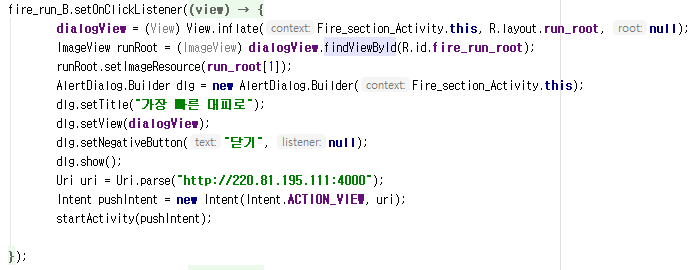 fire_run_B.setOnClickListener((view) → {
dialogView = (View) View.inflate( context: Fire_section_Activity.this, R.layout.run_root, root: null);
ImageView runRoot = (ImageView) dialogView.findViewById(R.id.fire_run_root);
runRoot.setImageResource(run_root[1]);
AlertDialog.Builder dlg = new AlertDialog.Builder( context: Fire_section_Activity.this);
dlg.setTitle("가장 빠른 대피로");
dlg.setView(dialogView);
dlg.setNegativeButton( text: "닫기", listener: null);
dlg.show();
Uri uri = Uri.parse("http://220.81.195.111:4000");
Intent pushIntent = new Intent(Intent.ACTION_VIEW, uri);
startActivity(pushIntent);
});